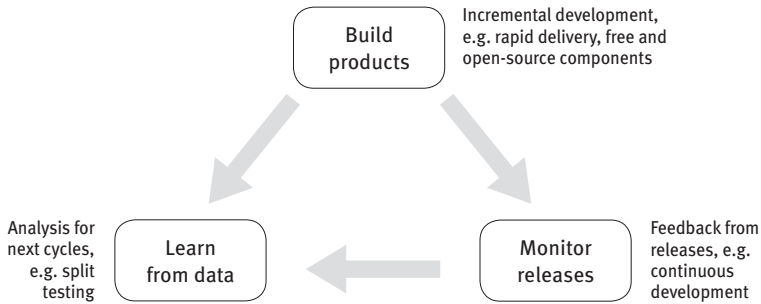 Build
products
Incremental development,
e.g. rapid delivery, free and
open-source components
Analysis for
next cycles,
e.g. split
testing
Learn
from data
Monitor
releases
Feedback from
releases, e.g.
continuous
development